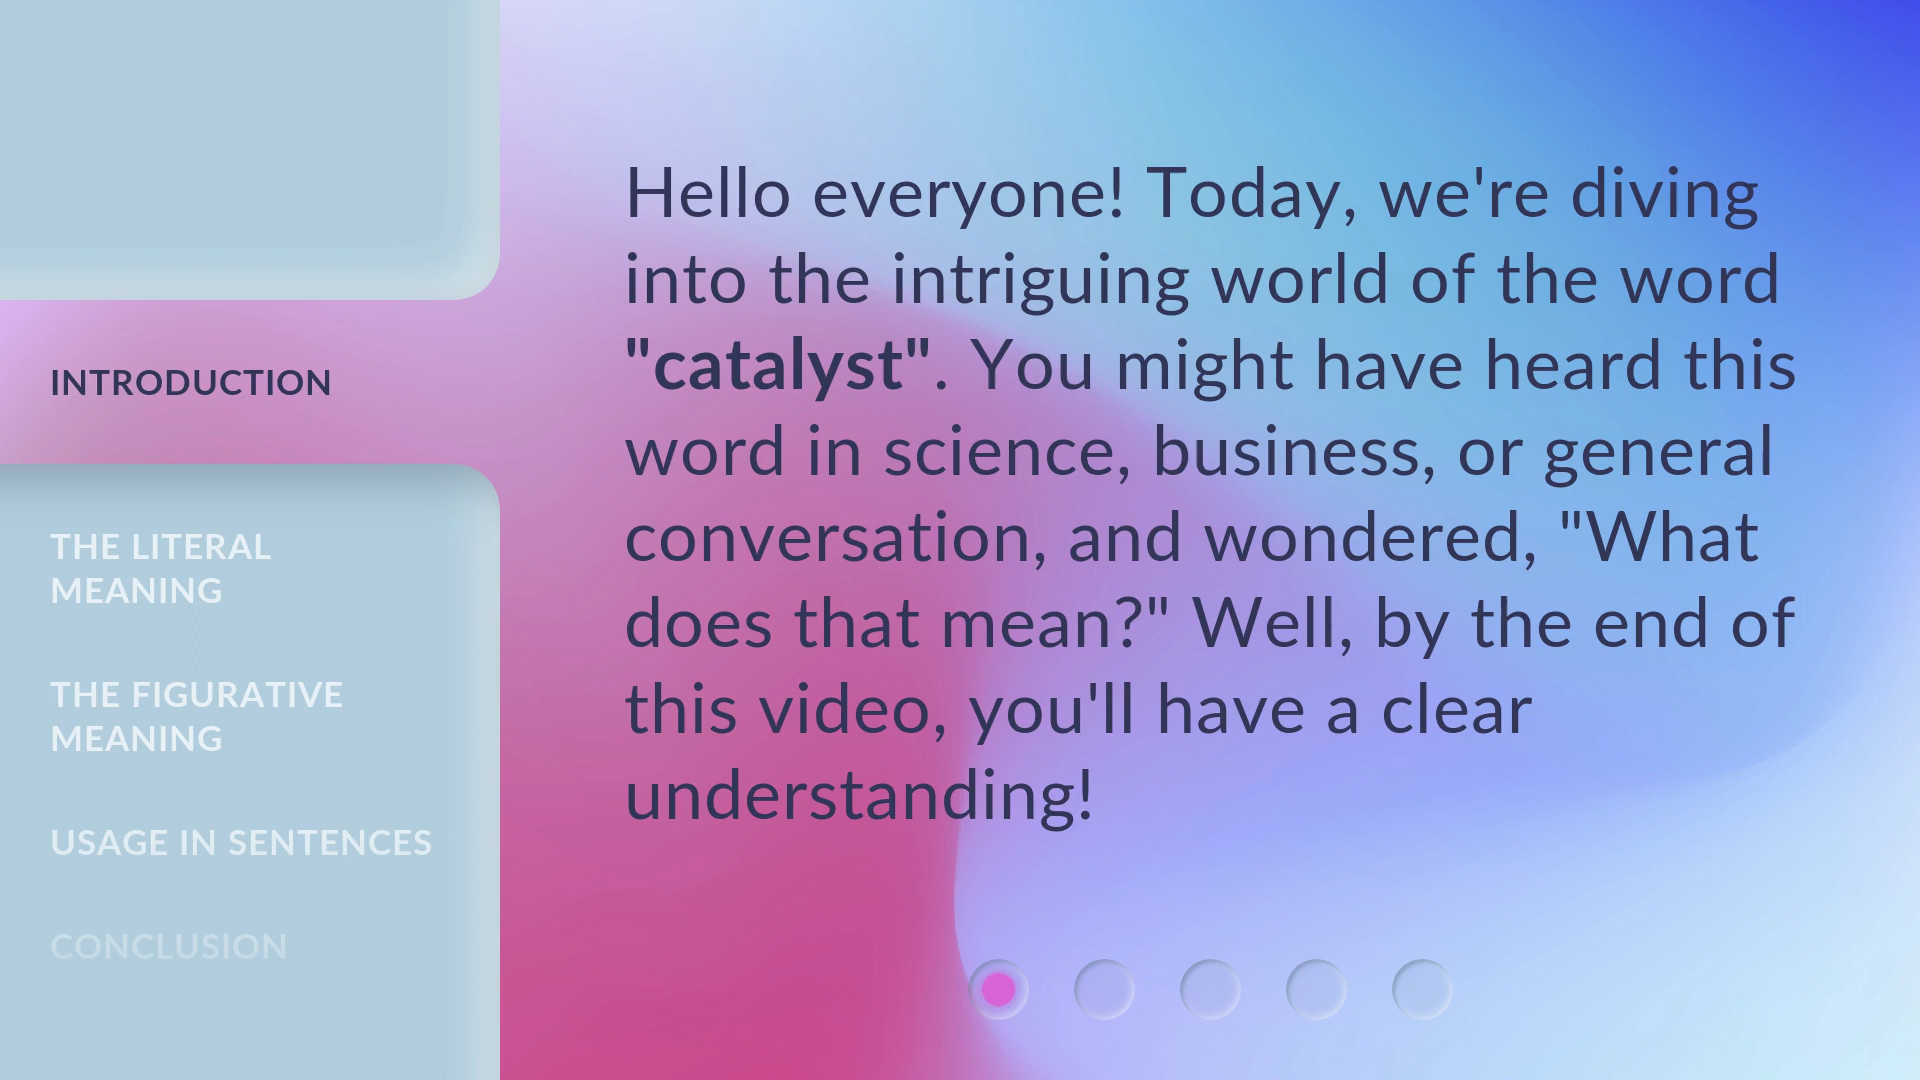 INTRODUCTION
THE LITERAL
MEANING
THE FIGURATIVE
MEANING
USAGE IN SENTENCES
CONCLUSION
Hello everyone! Today, we're diving
into the intriguing world of the word
"catalyst". You might have heard this
word in science, business, or general
conversation, and wondered, "What
does that mean?" Well, by the end of
this video, you'll have a clear
understanding!